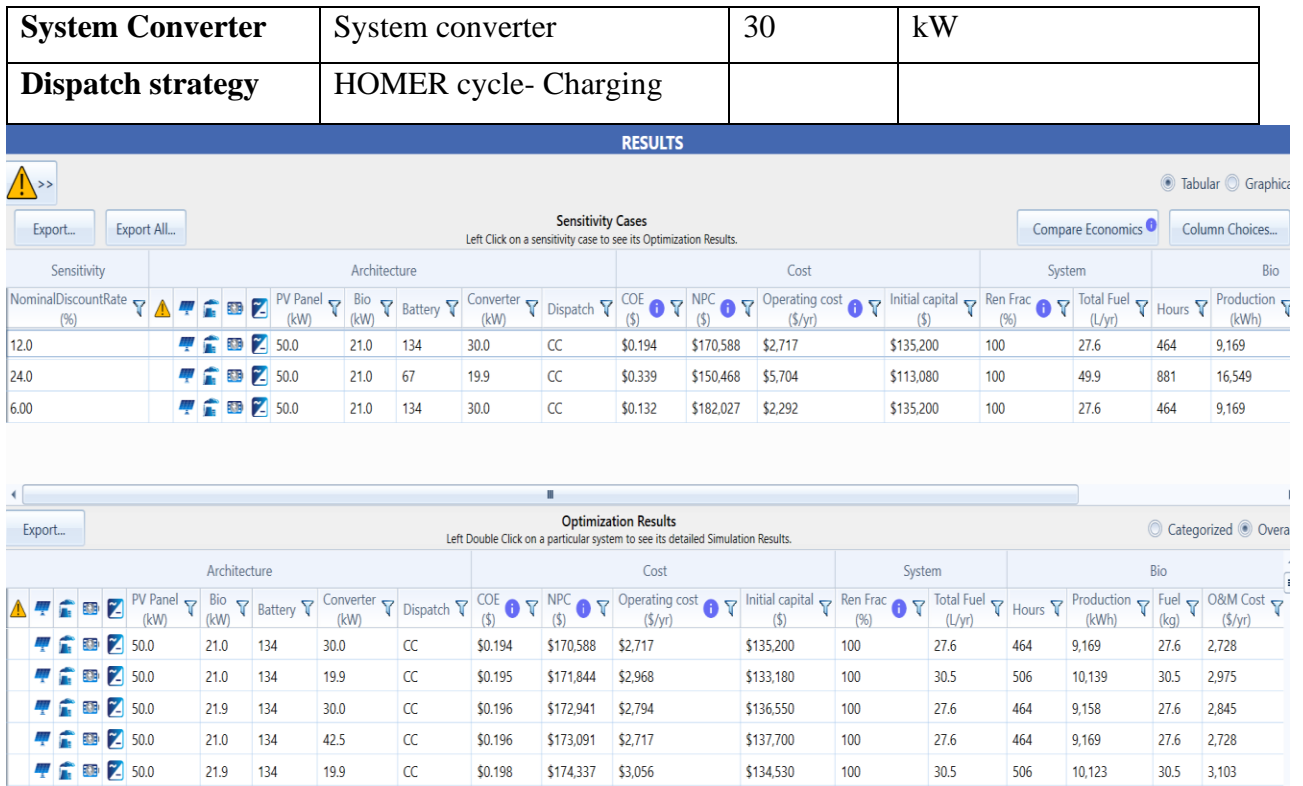 System Converter System converter 30 kW
Dispatch strategy HOMER cycle- Charging
RESULTS
>> Tabular Graphica
Export... Export All... Sensitivity Cases Compare Economics Column Choices...
Left Click on a sensitivity case to see its Optimization Results.
Sensitivity Architecture Cost System Bio
NominalDiscountRate (%) PV Panel (kW) Bio (kW) Battery Converter (kW) Dispatch COE ($) NPC ($) Operating cost ($/yr) Initial capital ($) Ren Frac (%) Total Fuel (L/yr) Hours Production (kWh)
12.0 50.0 21.0 134 30.0 CC $0.194 $170,588 $2,717 $135,200 100 27.6 464 9,169
24.0 50.0 21.0 67 19.9 CC $0.339 $150,468 $5,704 $113,080 100 49.9 881 16,549
6.00 50.0 21.0 134 30.0 CC $0.132 $182,027 $2,292 $135,200 100 27.6 464 9,169
Export... Optimization Results Categorized Overa
Left Double Click on a particular system to see its detailed Simulation Results.
Architecture Cost System Bio
PV Panel (kW) Bio (kW) Battery Converter (kW) Dispatch COE ($) NPC ($) Operating cost ($/yr) Initial capital ($) Ren Frac (%) Total Fuel (L/yr) Hours Production (kWh) Fuel (kg) O&M Cost ($/yr)
50.0 21.0 134 30.0 CC $0.194 $170,588 $2,717 $135,200 100 27.6 464 9,169 27.6 2,728
50.0 21.0 134 19.9 CC $0.195 $171,844 $2,968 $133,180 100 30.5 506 10,139 30.5 2,975
50.0 21.9 134 30.0 CC $0.196 $172,941 $2,794 $136,550 100 27.6 464 9,158 27.6 2,845
50.0 21.0 134 42.5 CC $0.196 $173,091 $2,717 $137,700 100 27.6 464 9,169 27.6 2,728
50.0 21.9 134 19.9 CC $0.198 $174,337 $3,056 $134,530 100 30.5 506 10,123 30.5 3,103